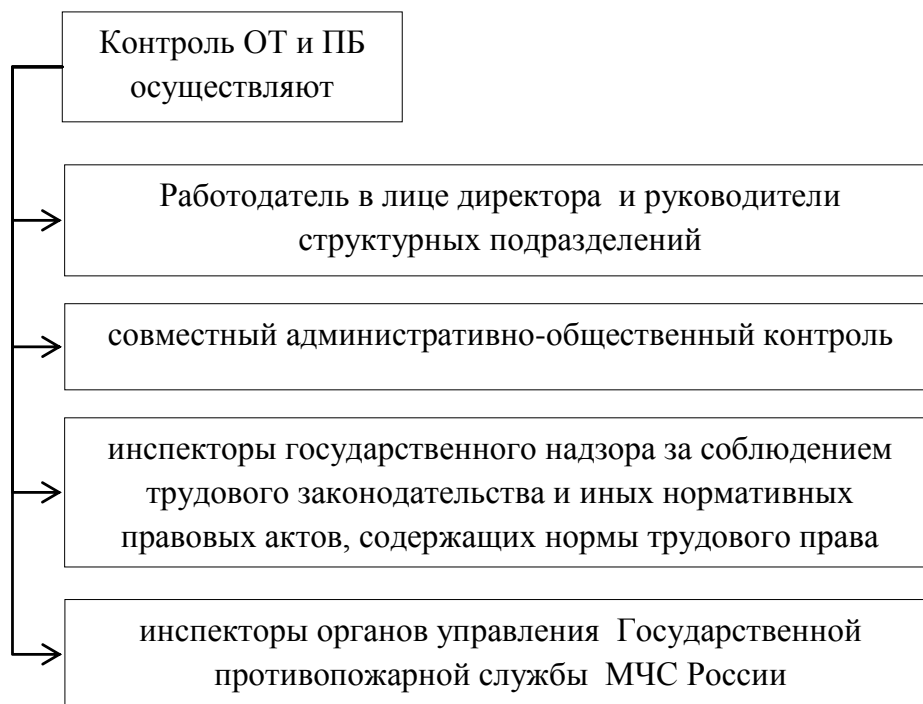 Контроль ОТ и ПБ
осуществляют
Работодатель в лице директора и руководители
структурных подразделений
совместный административно-общественный контроль
инспекторы государственного надзора за соблюдением
трудового законодательства и иных нормативных
правовых актов, содержащих нормы трудового права
инспекторы органов управления Государственной
противопожарной службы МЧС России